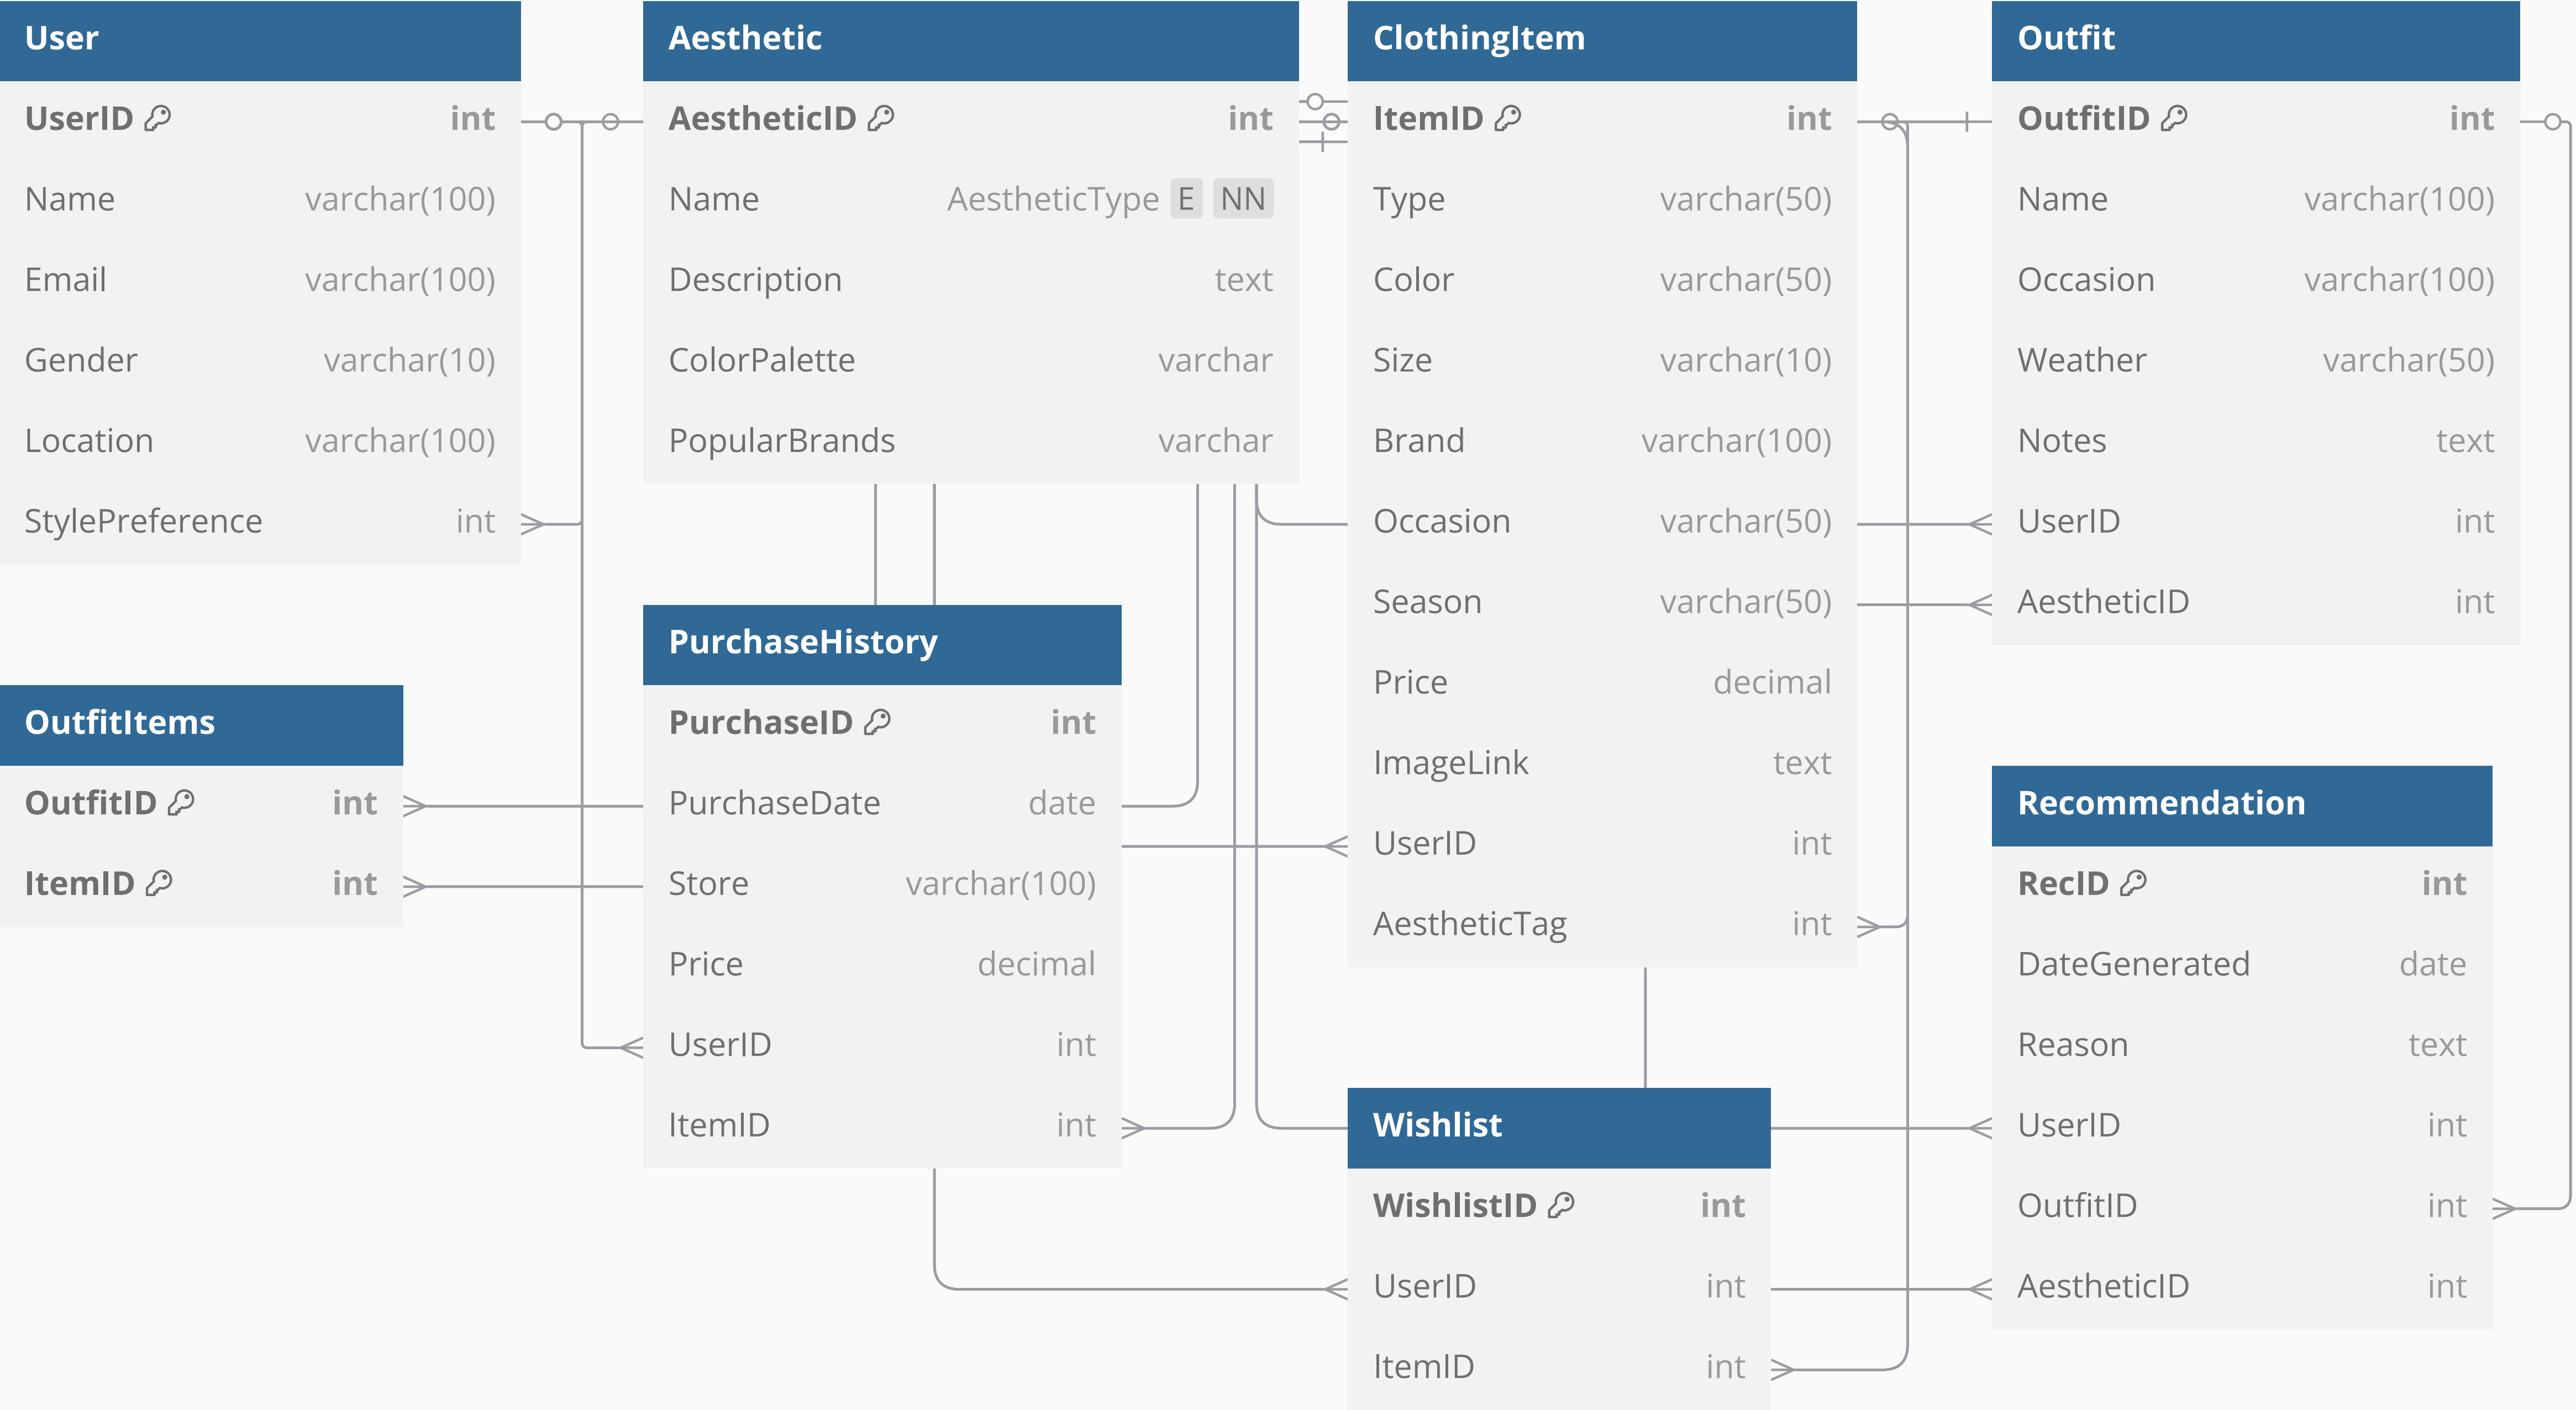 User
UserID int
Name varchar(100)
Email varchar(100)
Gender varchar(10)
Location varchar(100)
StylePreference int
Aesthetic
AestheticID int
Name AestheticType E NN
Description text
ColorPalette varchar
PopularBrands varchar
ClothingItem
ItemID int
Type varchar(50)
Color varchar(50)
Size varchar(10)
Brand varchar(100)
Occasion varchar(50)
Season varchar(50)
Price decimal
ImageLink text
UserID int
AestheticTag int
Outfit
OutfitID int
Name varchar(100)
Occasion varchar(100)
Weather varchar(50)
Notes text
UserID int
AestheticID int
OutfitItems
OutfitID int
ItemID int
PurchaseHistory
PurchaseID int
PurchaseDate date
Store varchar(100)
Price decimal
UserID int
ItemID int
Wishlist
WishlistID int
UserID int
ItemID int
Recommendation
RecID int
DateGenerated date
Reason text
UserID int
OutfitID int
AestheticID int